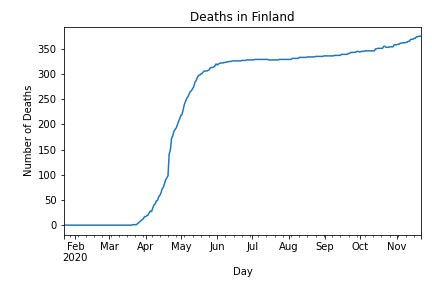 Deaths in Finland
Number of Deaths
350
300
250
200
150
100
50
0
Feb Mar Apr May Jun Jul Aug Sep Oct Nov
2020
Day